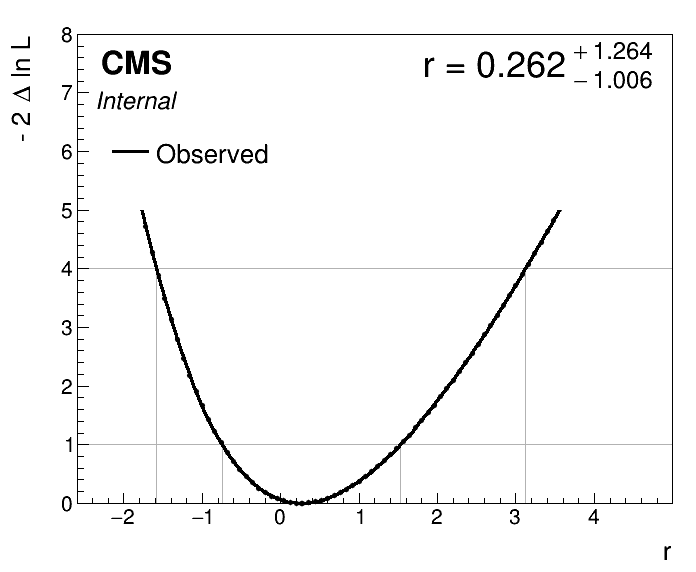 - 2 Δ ln L
CMS
Internal
r = 0.262 +1.264 −1.006
Observed
8
7
6
5
4
3
2
1
0
−2 −1 0 1 2 3 4
r